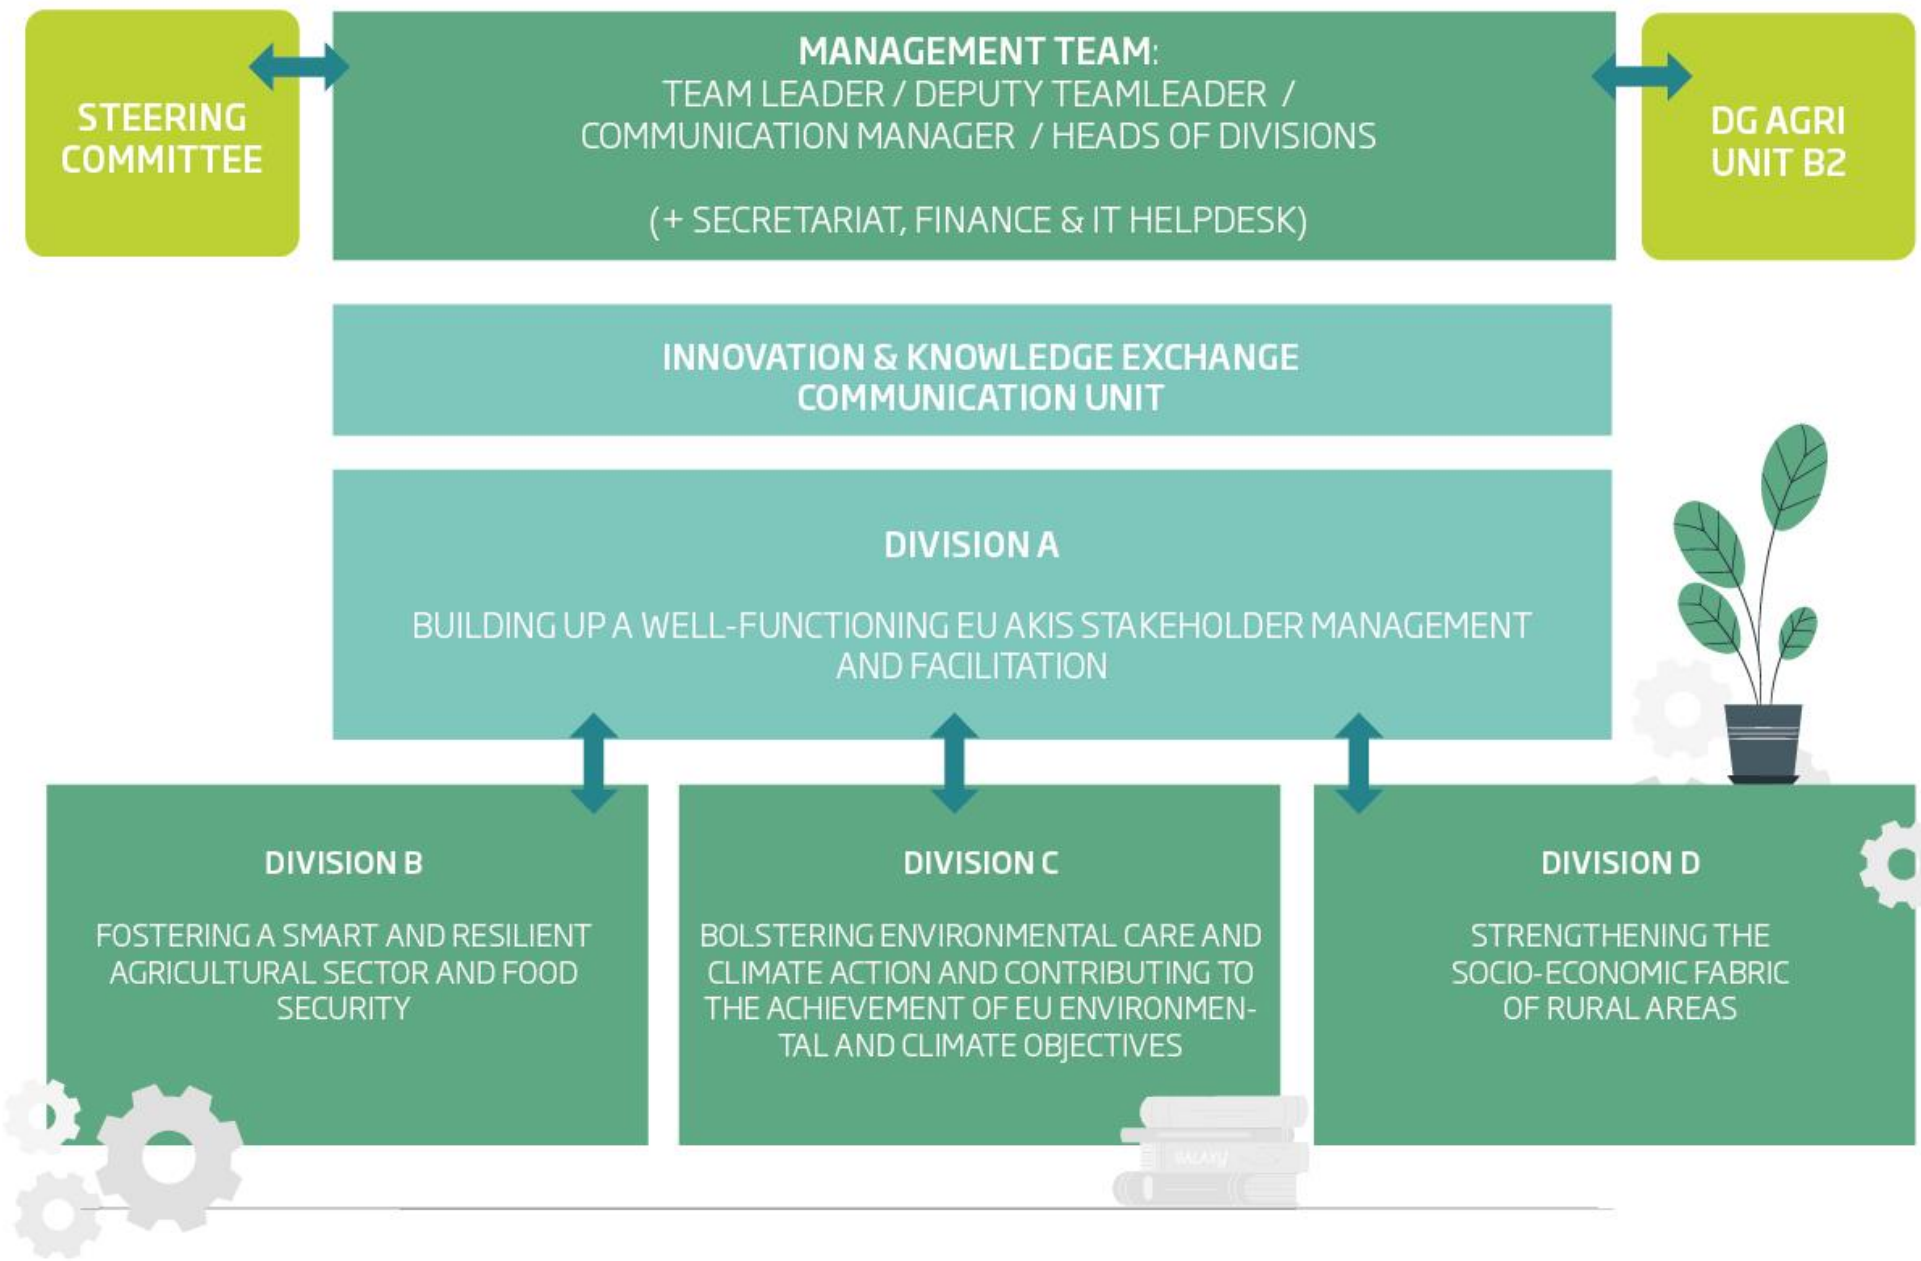 STEERING
COMMITTEE
MANAGEMENT TEAM:
TEAM LEADER / DEPUTY TEAMLEADER /
COMMUNICATION MANAGER / HEADS OF DIVISIONS
(+ SECRETARIAT, FINANCE & IT HELPDESK)
DG AGRI
UNIT B2
INNOVATION & KNOWLEDGE EXCHANGE
COMMUNICATION UNIT
DIVISION A
BUILDING UP A WELL-FUNCTIONING EU AKIS STAKEHOLDER MANAGEMENT
AND FACILITATION
DIVISION B
FOSTERING A SMART AND RESILIENT
AGRICULTURAL SECTOR AND FOOD
SECURITY
DIVISION C
BOLSTERING ENVIRONMENTAL CARE AND
CLIMATE ACTION AND CONTRIBUTING TO
THE ACHIEVEMENT OF EU ENVIRONMEN-
TAL AND CLIMATE OBJECTIVES
DIVISION D
STRENGTHENING THE
SOCIO-ECONOMIC FABRIC
OF RURAL AREAS
GALAXY